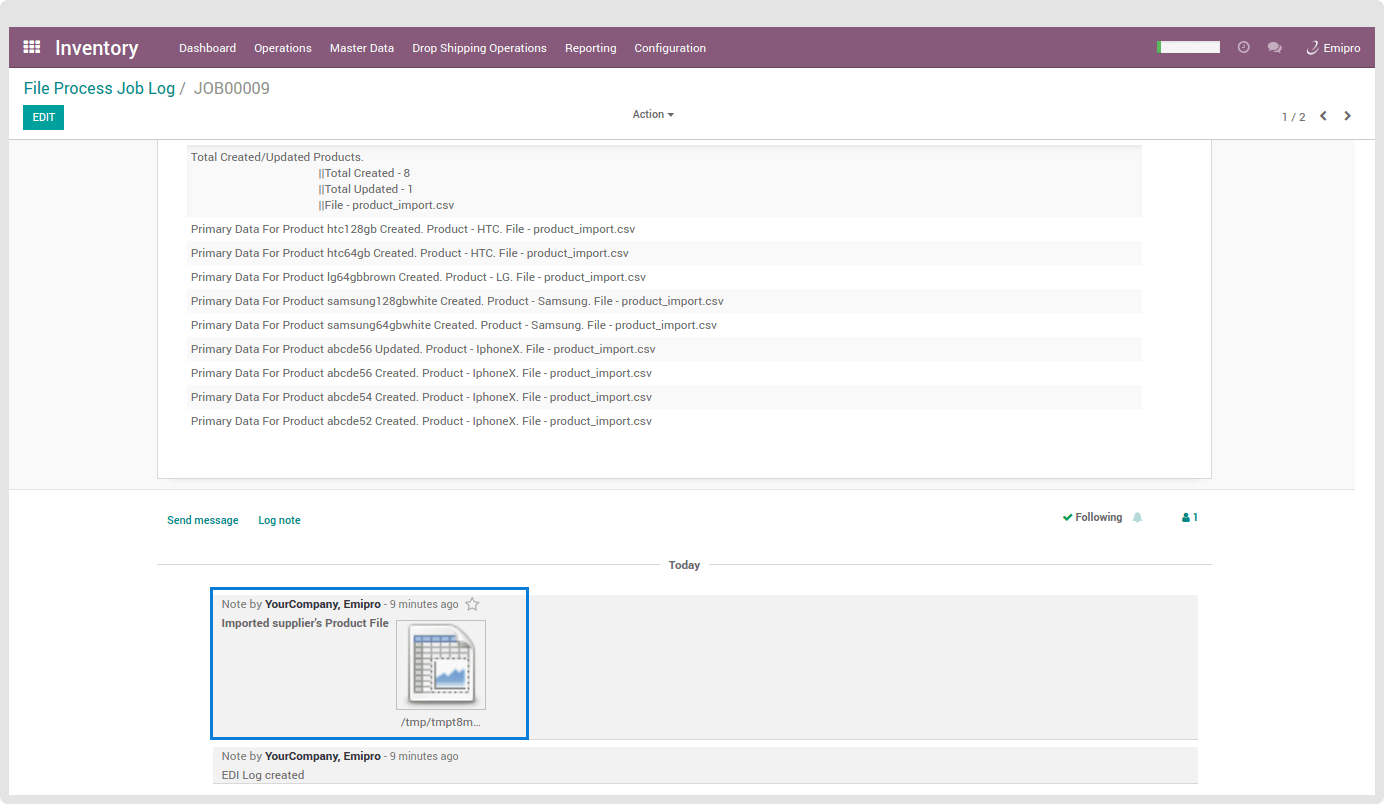 Inventory Dashboard Operations Master Data Drop Shipping Operations Reporting Configuration Emipro
File Process Job Log / JOB00009
EDIT Action 1 / 2
Total Created/Updated Products.
||Total Created - 8
||Total Updated - 1
||File - product_import.csv
Primary Data For Product htc128gb Created. Product - HTC. File - product_import.csv
Primary Data For Product htc64gb Created. Product - HTC. File - product_import.csv
Primary Data For Product lg64gbbrown Created. Product - LG. File - product_import.csv
Primary Data For Product samsung128gbwhite Created. Product - Samsung. File - product_import.csv
Primary Data For Product samsung64gbwhite Created. Product - Samsung. File - product_import.csv
Primary Data For Product abcde56 Updated. Product - IphoneX. File - product_import.csv
Primary Data For Product abcde56 Created. Product - IphoneX. File - product_import.csv
Primary Data For Product abcde54 Created. Product - IphoneX. File - product_import.csv
Primary Data For Product abcde52 Created. Product - IphoneX. File - product_import.csv
Send message Log note Following 1
Today
Note by YourCompany, Emipro - 9 minutes ago
Imported supplier's Product File
/tmp/tmpt8m...
Note by YourCompany, Emipro - 9 minutes ago
EDI Log created